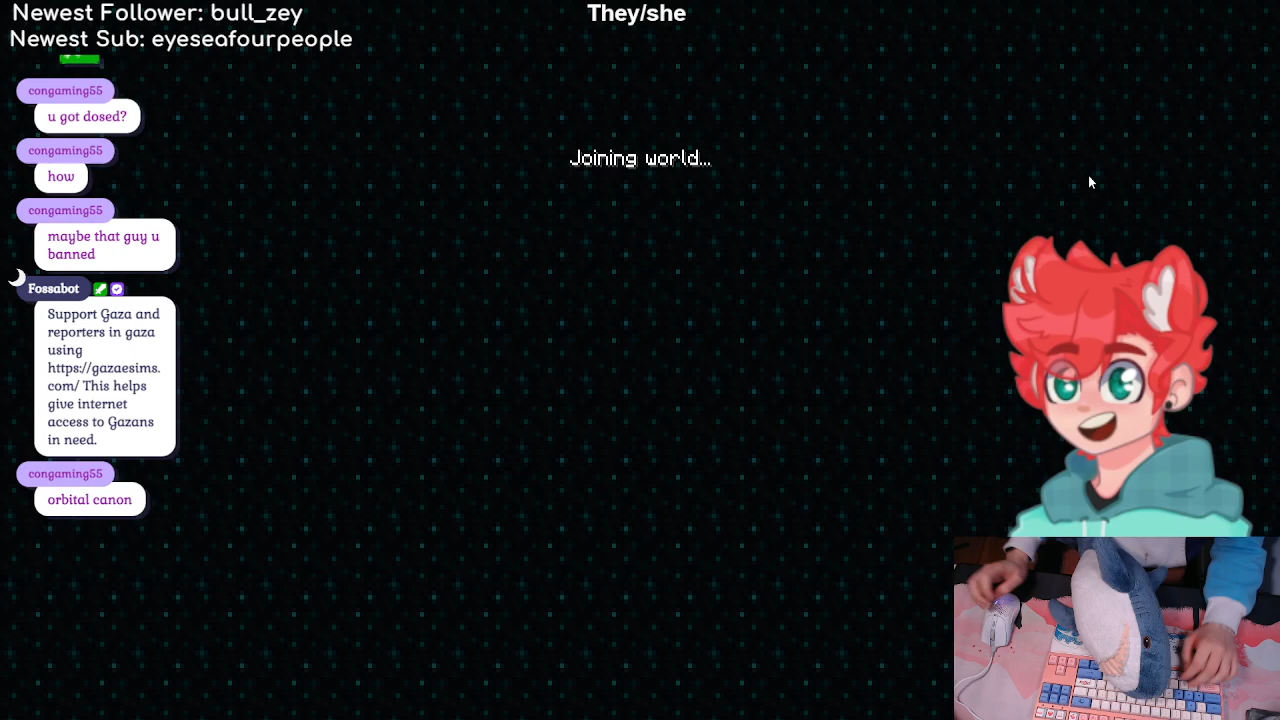 Newest Follower: bull_zey
Newest Sub: eyeseafourpeople
They/she
congaming55
u got dosed?
congaming55
how
congaming55
maybe that guy u
banned
Fossabot
Support Gaza and
reporters in gaza
using
https://gazaesims.
com/ This helps
give internet
access to Gazans
in need.
congaming55
orbital canon
Joining world...